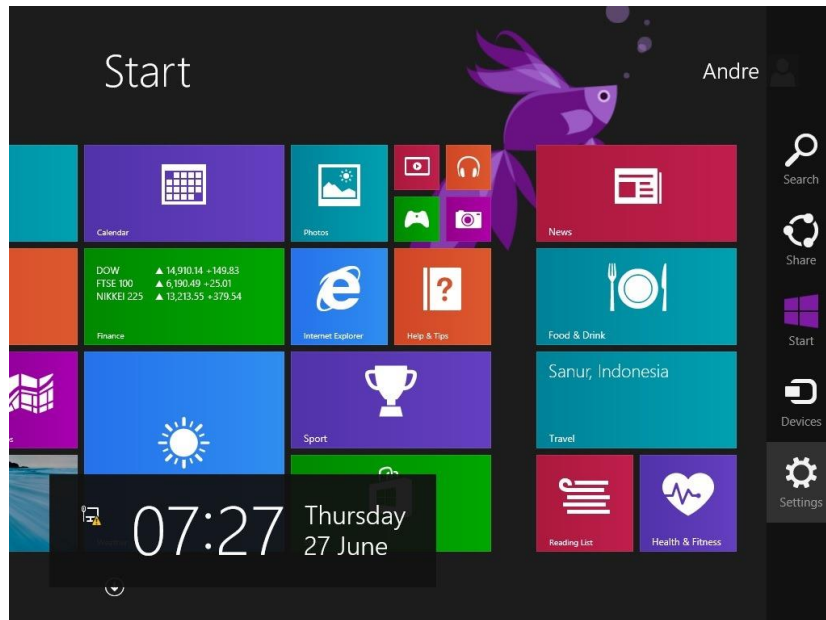 Start
Andre
Search
Share
Start
Devices
Settings
Calendar
Photos
News
DOW ▲ 14,910.14 +149.83
FTSE 100 ▲ 6,190.49 +25.01
NIKKEI 225 ▲ 13,213.55 +379.54
Finance
Internet Explorer
Help & Tips
Food & Drink
Sport
Sanur, Indonesia
Travel
Reading List
Health & Fitness
07:27
Thursday
27 June